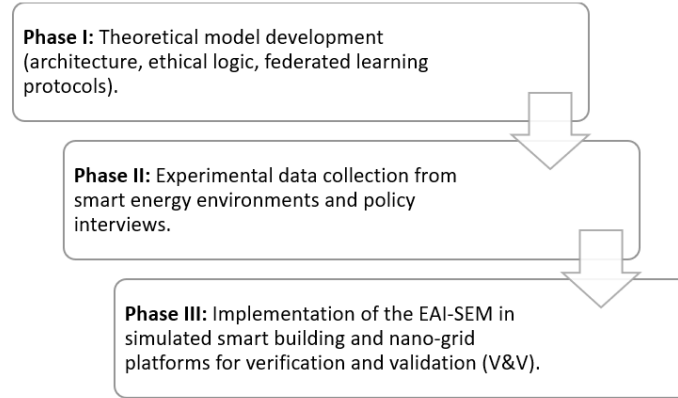 Phase I: Theoretical model development
(architecture, ethical logic, federated learning
protocols).
Phase II: Experimental data collection from
smart energy environments and policy
interviews.
Phase III: Implementation of the EAI-SEM in
simulated smart building and nano-grid
platforms for verification and validation (V&V).